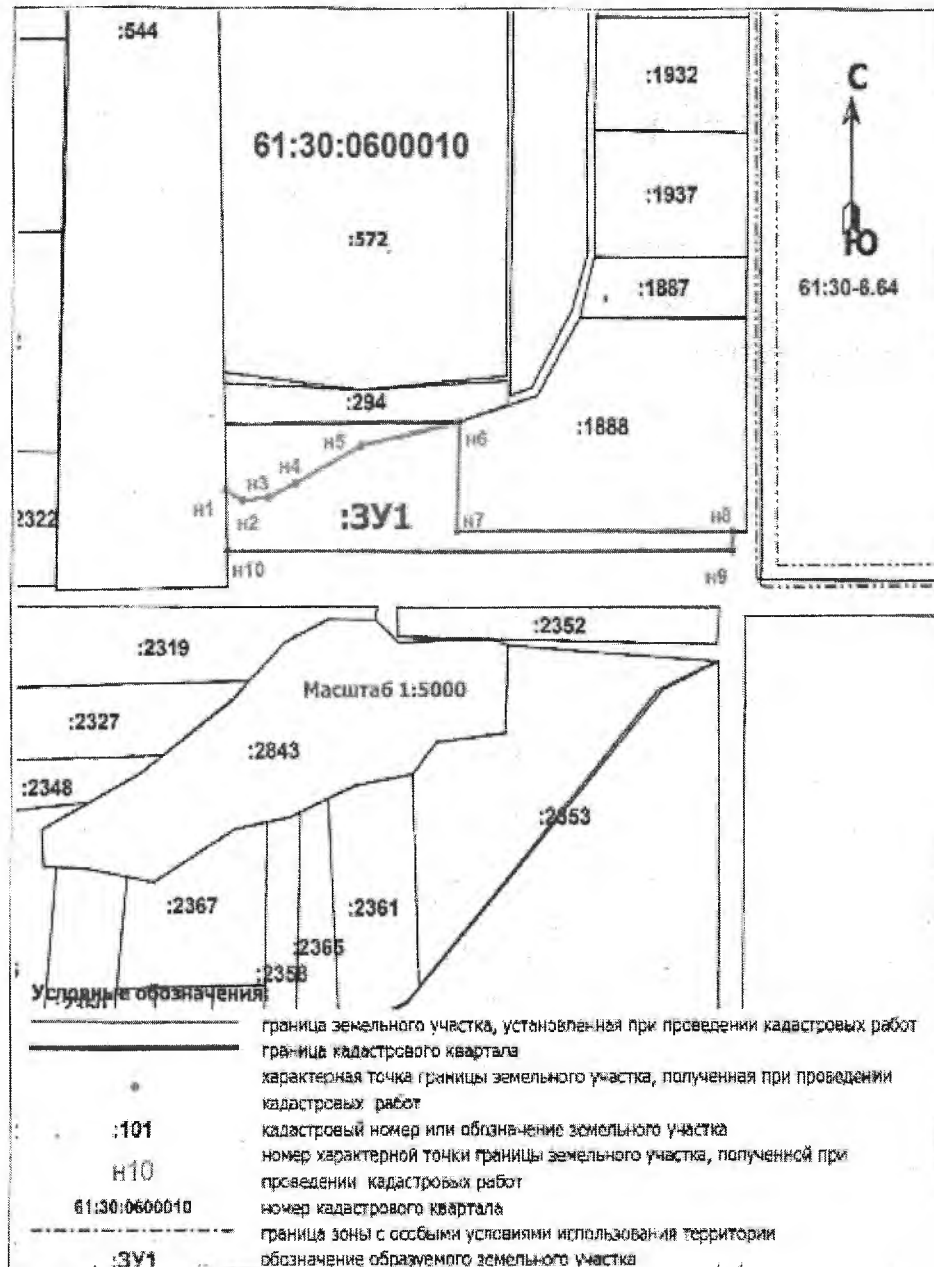 :544
:1932
С
61:30:0600010
:1937
:572
Ю
:1887
61:30-6.64
:294
:1888
н5
н6
н4
н3
н1
н2
2322
:ЗУ1
н7
н8
н10
н9
:2352
:2319
Масштаб 1:5000
:2327
:2843
:2348
:2353
:2367
:2361
:2365
:2358
Условные обозначения:
граница земельного участка, установленная при проведении кадастровых работ
граница кадастрового квартала
характерная точка границы земельного участка, полученная при проведении
кадастровых работ
:101
кадастровый номер или обозначение земельного участка
н10
номер характерной точки границы земельного участка, полученной при
проведении кадастровых работ
61:30:0600010
номер кадастрового квартала
граница зоны с особыми условиями использования территории
:ЗУ1
обозначение образуемого земельного участка